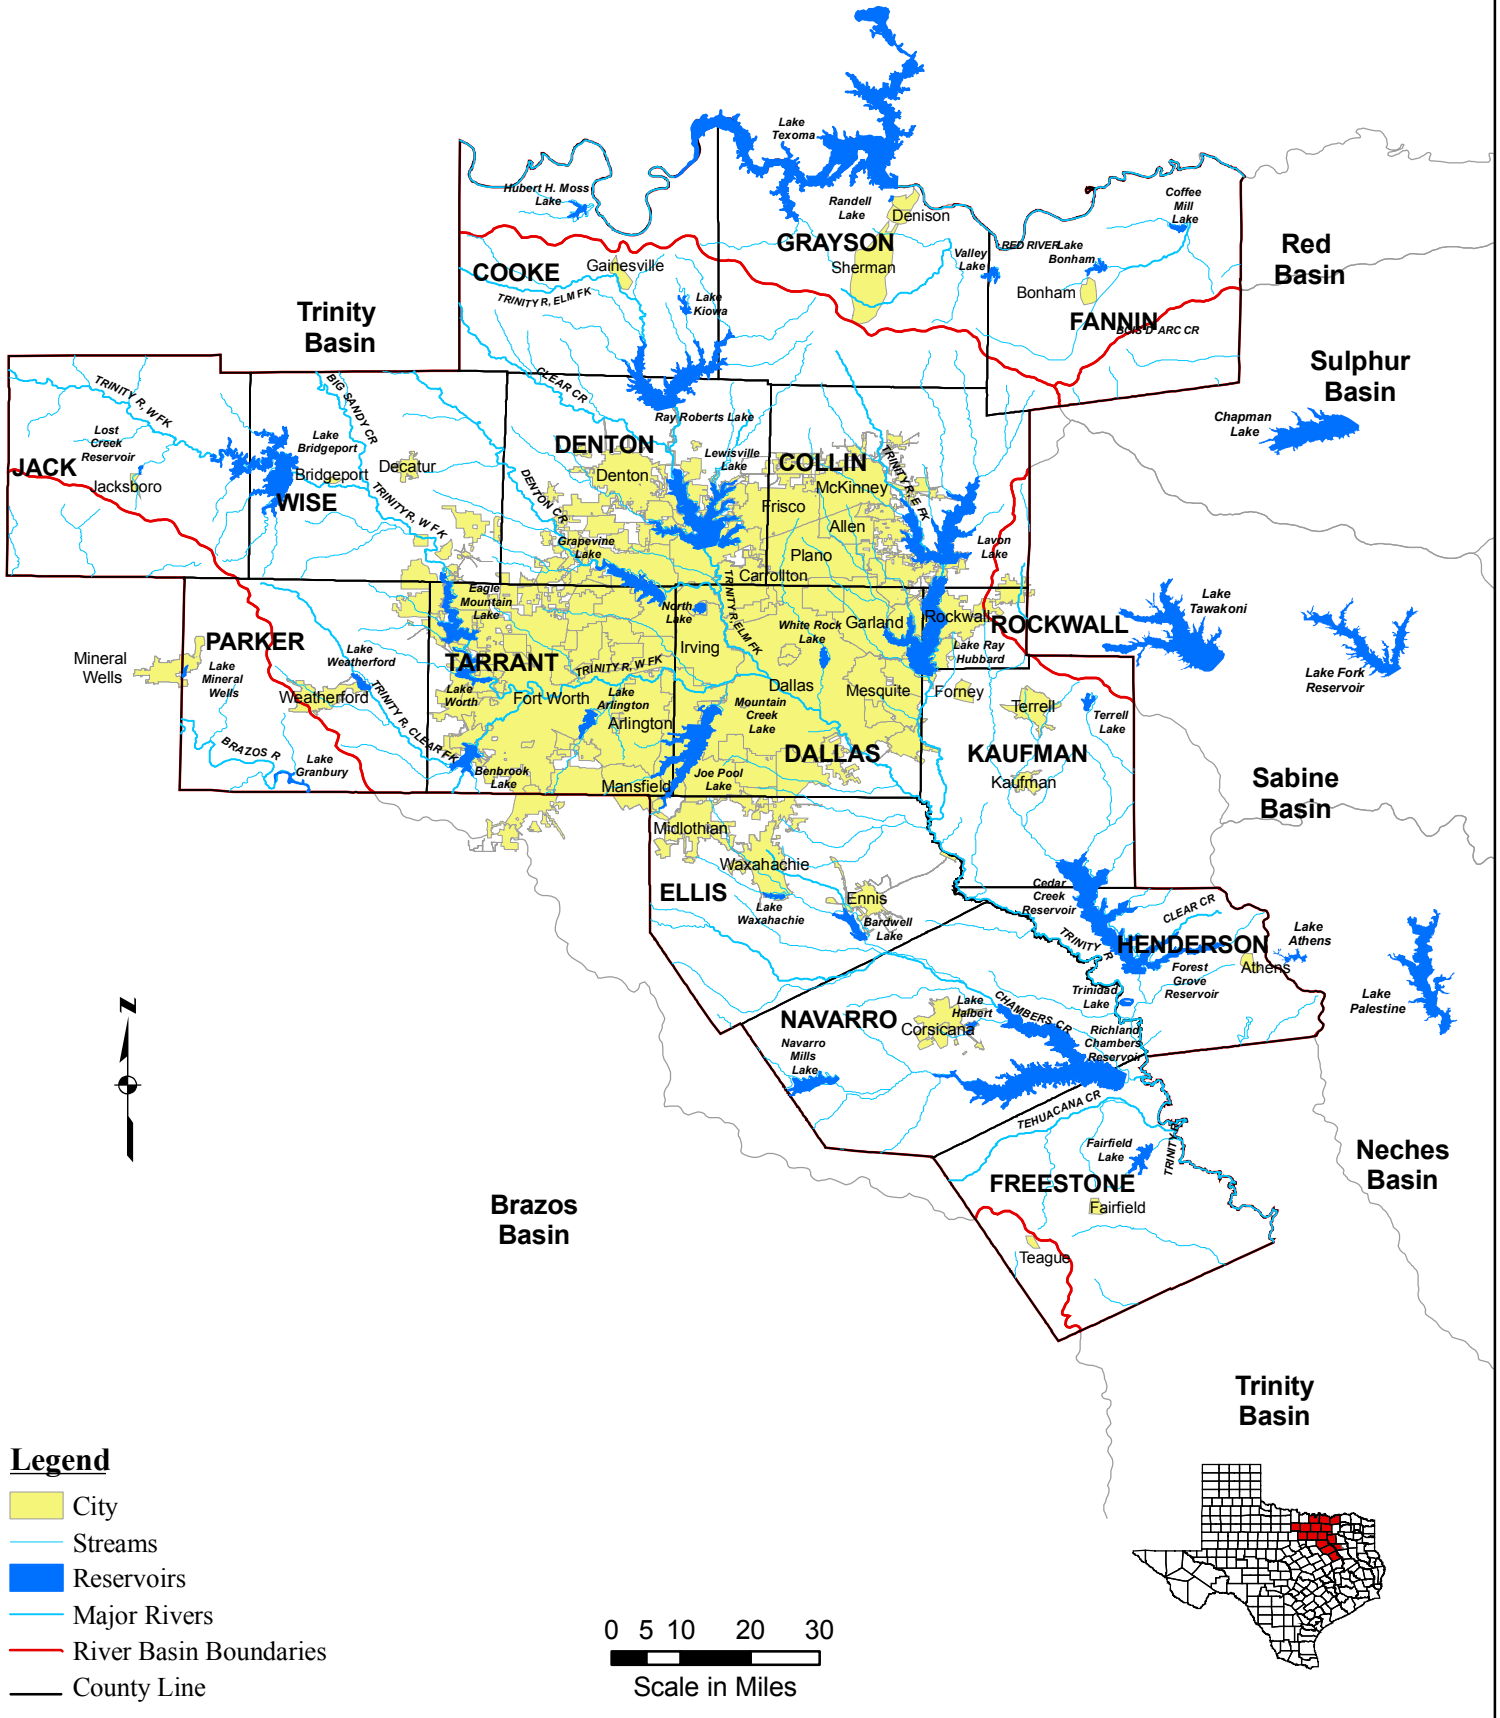 Lake
Texoma
Hubert H. Moss
Lake
Randell
Lake
Denison
Coffee
Mill
Lake
GRAYSON
Sherman
Valley
Lake
RED RIVER
Lake
Bonham
Bonham
Red
Basin
COOKE
Gainesville
TRINITY R, ELM FK
Lake
Kiowa
FANNIN
BOIS D' ARC CR
Trinity
Basin
Sulphur
Basin
Chapman
Lake
TRINITY R, W FK
BIG SANDY CR
CLEAR CR
Ray Roberts Lake
Lost
Creek
Reservoir
Lake
Bridgeport
DENTON
Lewisville
Lake
COLLIN
TRINITY R, E FK
JACK
Jacksboro
Bridgeport
Decatur
WISE
TRINITY R, W FK
DENTON CR
Denton
McKinney
Frisco
Allen
Grapevine
Lake
Plano
Lavon
Lake
Carrollton
Eagle
Mountain
Lake
North
Lake
TRINITY R, ELM FK
White Rock
Lake
Garland
Rockwall
ROCKWALL
Lake
Tawakoni
Lake Fork
Reservoir
PARKER
Mineral
Wells
Lake
Mineral
Wells
Lake
Weatherford
Weatherford
TRINITY R, CLEAR FK
TARRANT
TRINITY R, W FK
Irving
Lake Ray
Hubbard
Lake
Worth
Fort Worth
Lake
Arlington
Arlington
Dallas
Mountain
Creek
Lake
Mesquite
Forney
Terrell
Terrell
Lake
BRAZOS R
Lake
Granbury
Benbrook
Lake
Mansfield
Joe Pool
Lake
DALLAS
KAUFMAN
Kaufman
Sabine
Basin
Midlothian
Waxahachie
ELLIS
Lake
Waxahachie
Ennis
Bardwell
Lake
Cedar
Creek
Reservoir
CLEAR CR
TRINITY R
HENDERSON
Lake
Athens
Athens
Forest
Grove
Reservoir
Trinidad
Lake
Lake
Palestine
NAVARRO
Corsicana
Lake
Halbert
CHAMBERS CR
Richland
Chambers
Reservoir
Navarro
Mills
Lake
TEHUACANA CR
Fairfield
Lake
TRINITY R
FREESTONE
Fairfield
Teague
Neches
Basin
Brazos
Basin
Trinity
Basin
N
Legend
City
Streams
Reservoirs
Major Rivers
River Basin Boundaries
County Line
0 5 10 20 30
Scale in Miles